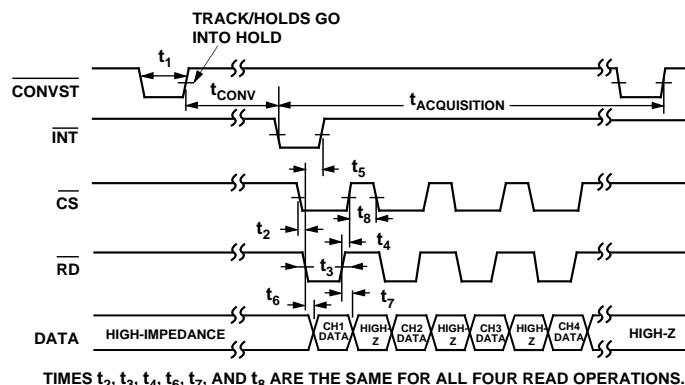 TRACK/HOLDS GO
INTO HOLD
t1
CONVST
tCONV
tACQUISITION
INT
t5
CS
t2
t8
t4
RD
t3
t6
t7
DATA
HIGH-IMPEDANCE
CH1 DATA
HIGH-Z
CH2 DATA
HIGH-Z
CH3 DATA
HIGH-Z
CH4 DATA
HIGH-Z
TIMES t2, t3, t4, t6, t7, AND t8 ARE THE SAME FOR ALL FOUR READ OPERATIONS.